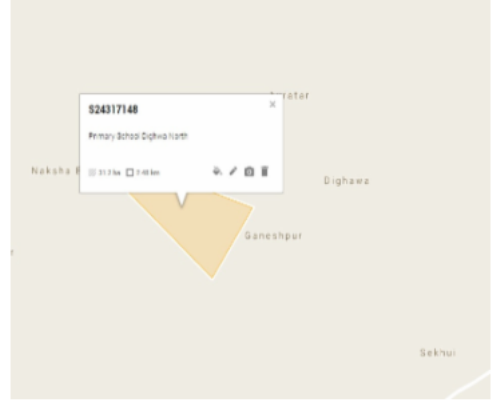 S24317148
Primary School Dighwa North
Naksha
Dighawa
Ganeshpur
Sekhui